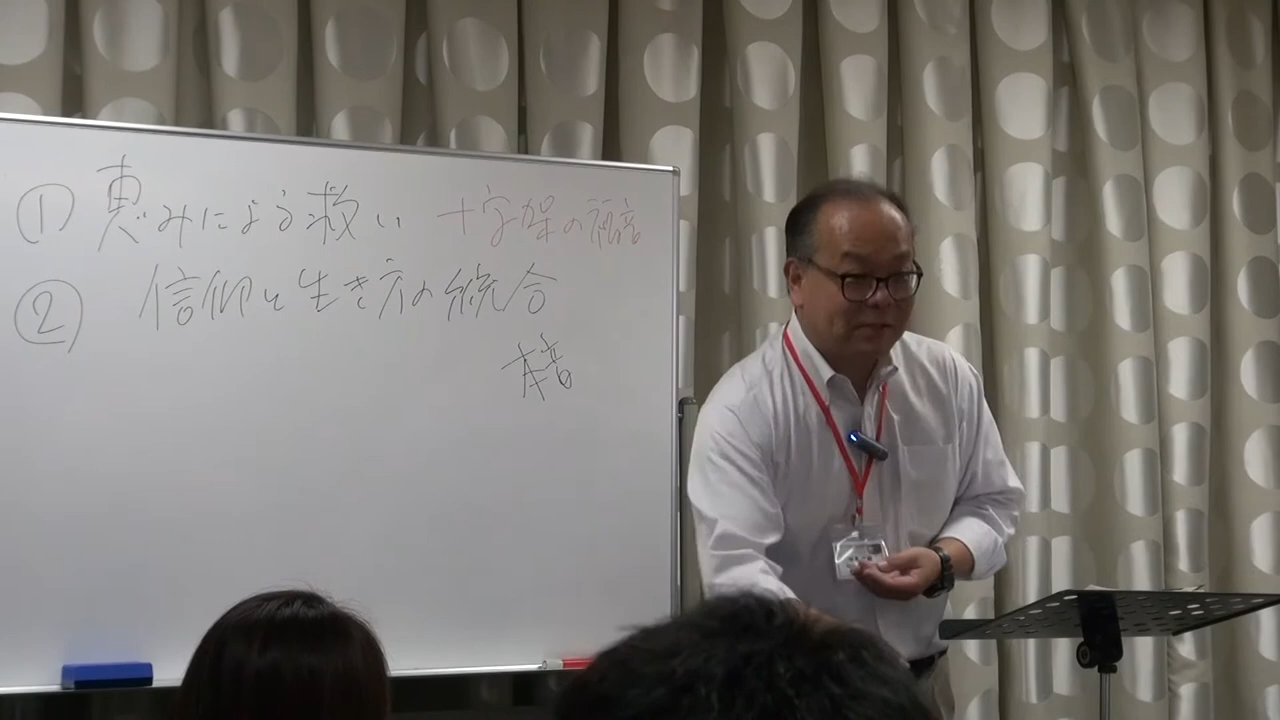 ① 恵みによる救い 十字架の福音
② 信仰と生き方の統合
本音